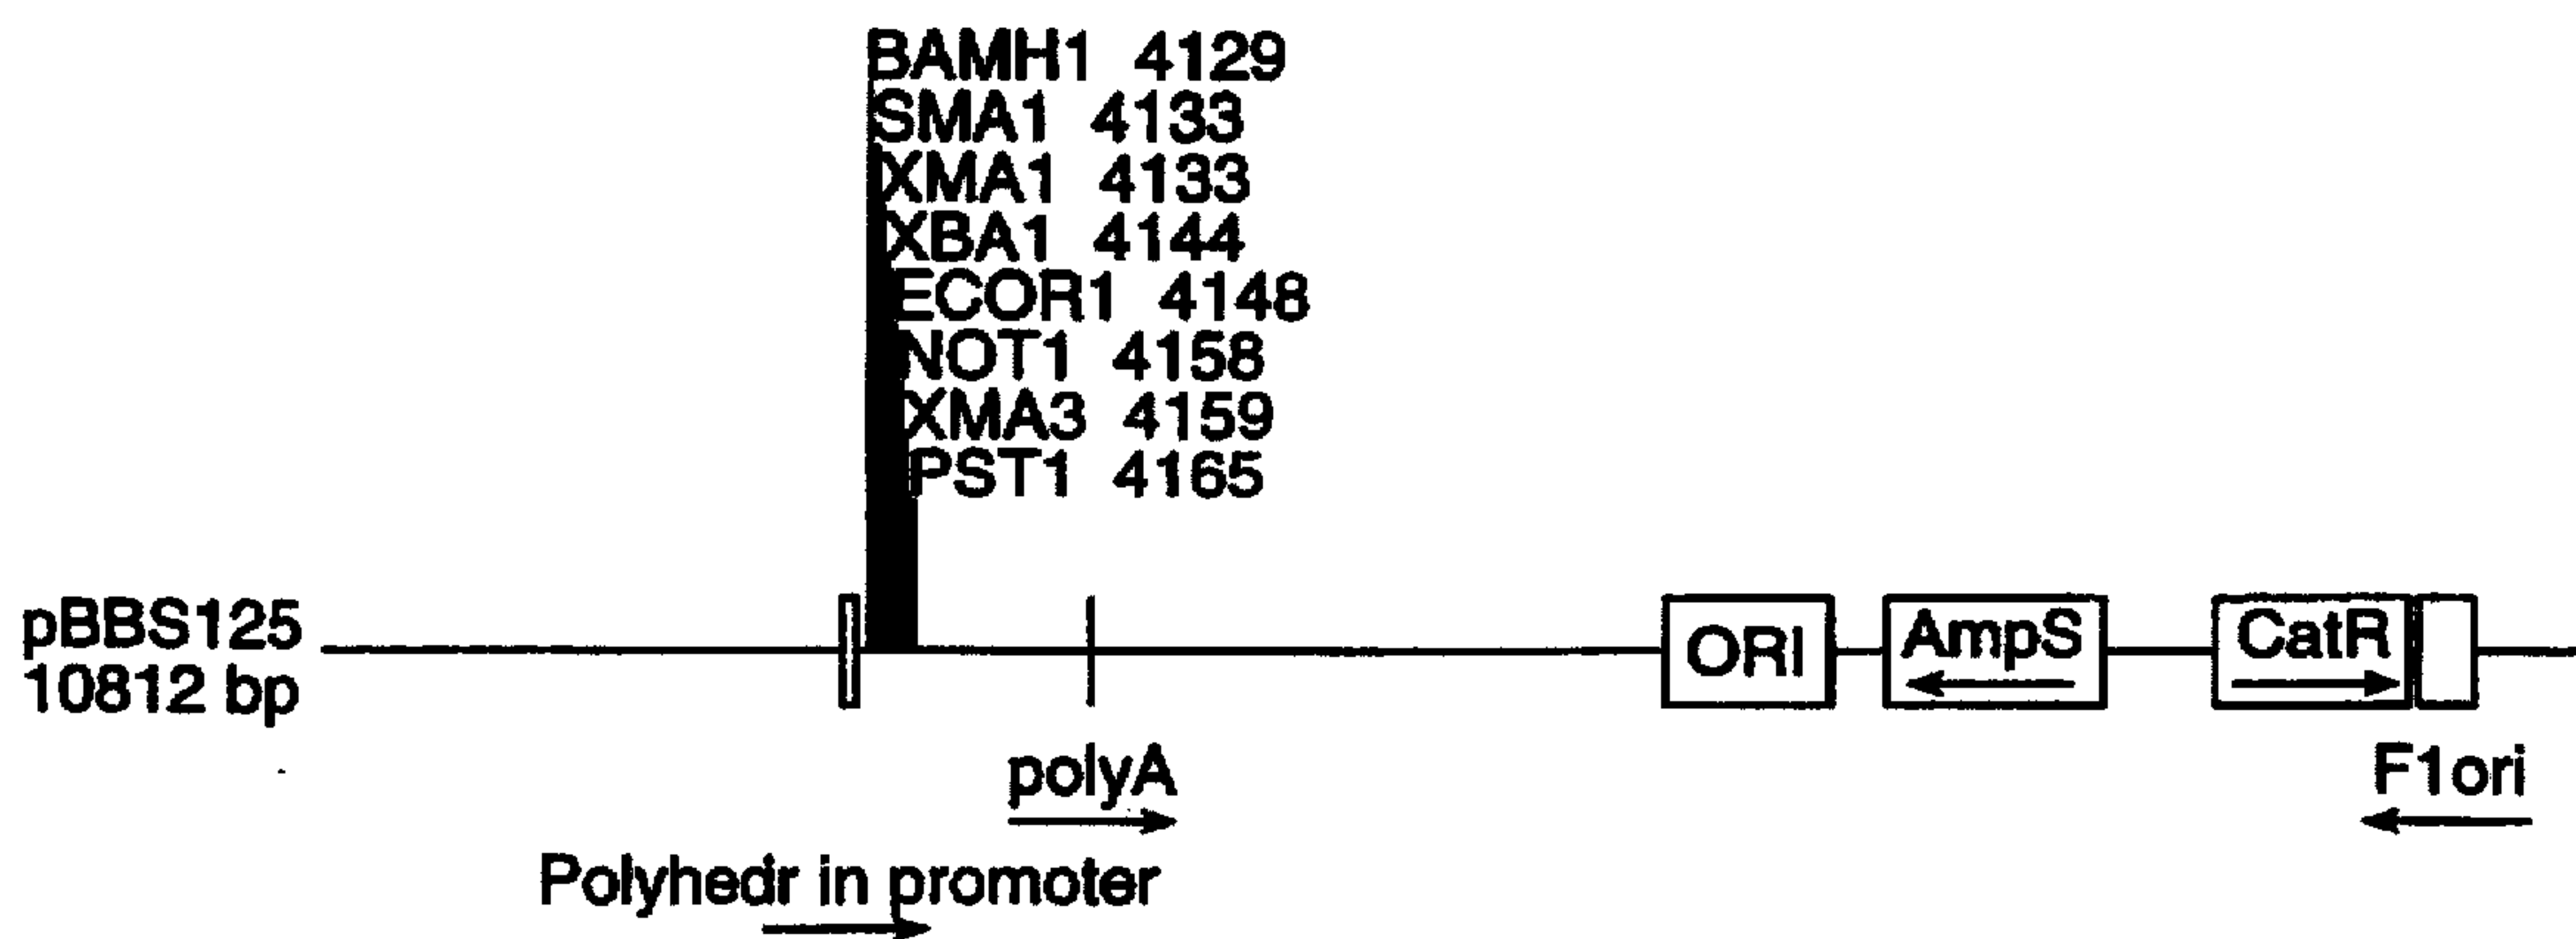 BAMH1 4129
SMA1 4133
XMA1 4133
XBA1 4144
ECOR1 4148
NOT1 4158
XMA3 4159
PST1 4165
pBBS125
10812 bp
ORI
AmpS
CatR
polyA
F1ori
Polyhedr in promoter